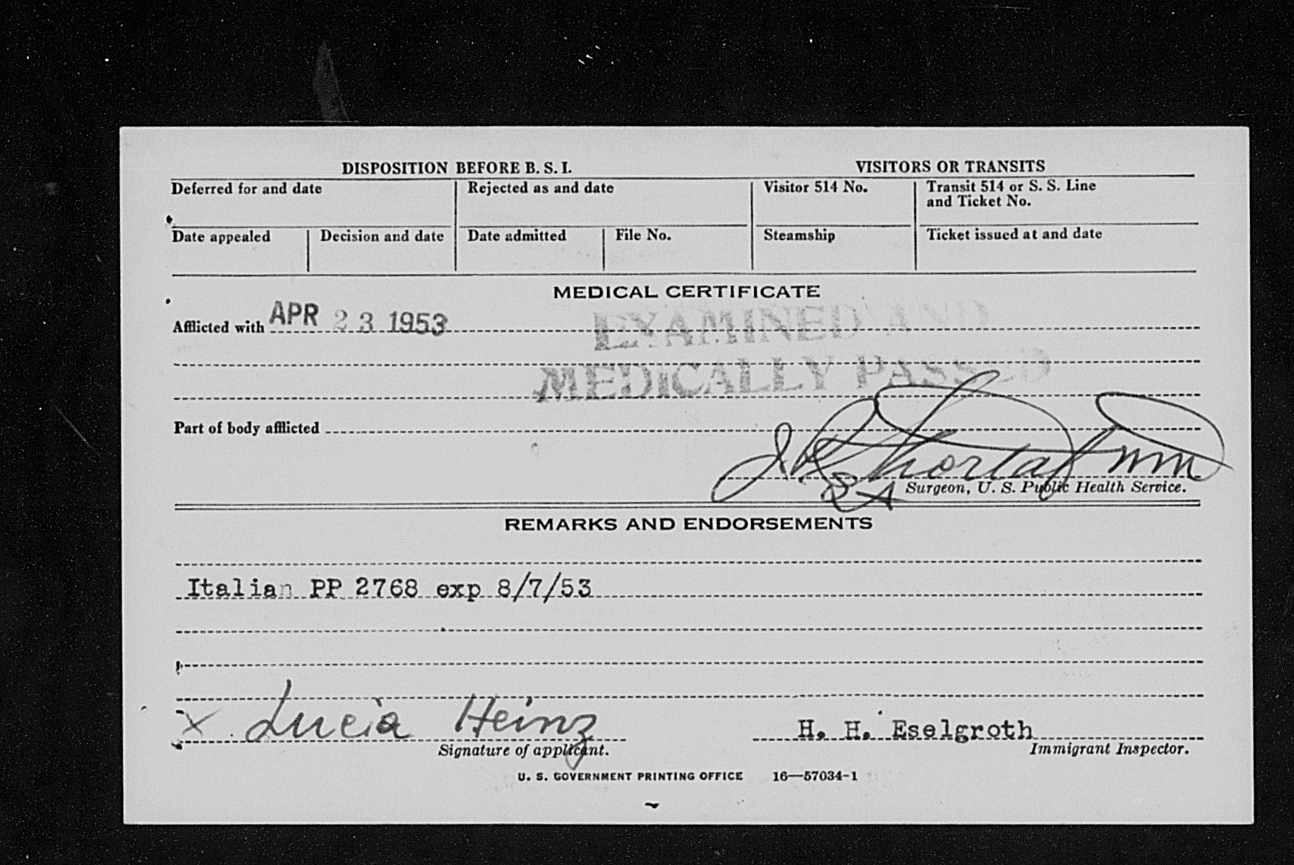 DISPOSITION BEFORE B. S. I.
VISITORS OR TRANSITS
Deferred for and date
Rejected as and date
Visitor 514 No.
Transit 514 or S. S. Line
and Ticket No.
Date appealed
Decision and date
Date admitted
File No.
Steamship
Ticket issued at and date
MEDICAL CERTIFICATE
Afflicted with APR 23 1953
EXAMINED AND
MEDICALLY PASSED
Part of body afflicted
Surgeon, U. S. Public Health Service.
REMARKS AND ENDORSEMENTS
Italian PP 2768 exp 8/7/53
X Lucia Heinz
H. H. Eselgroth
Signature of applicant.
Immigrant Inspector.
U. S. GOVERNMENT PRINTING OFFICE 16—57034-1